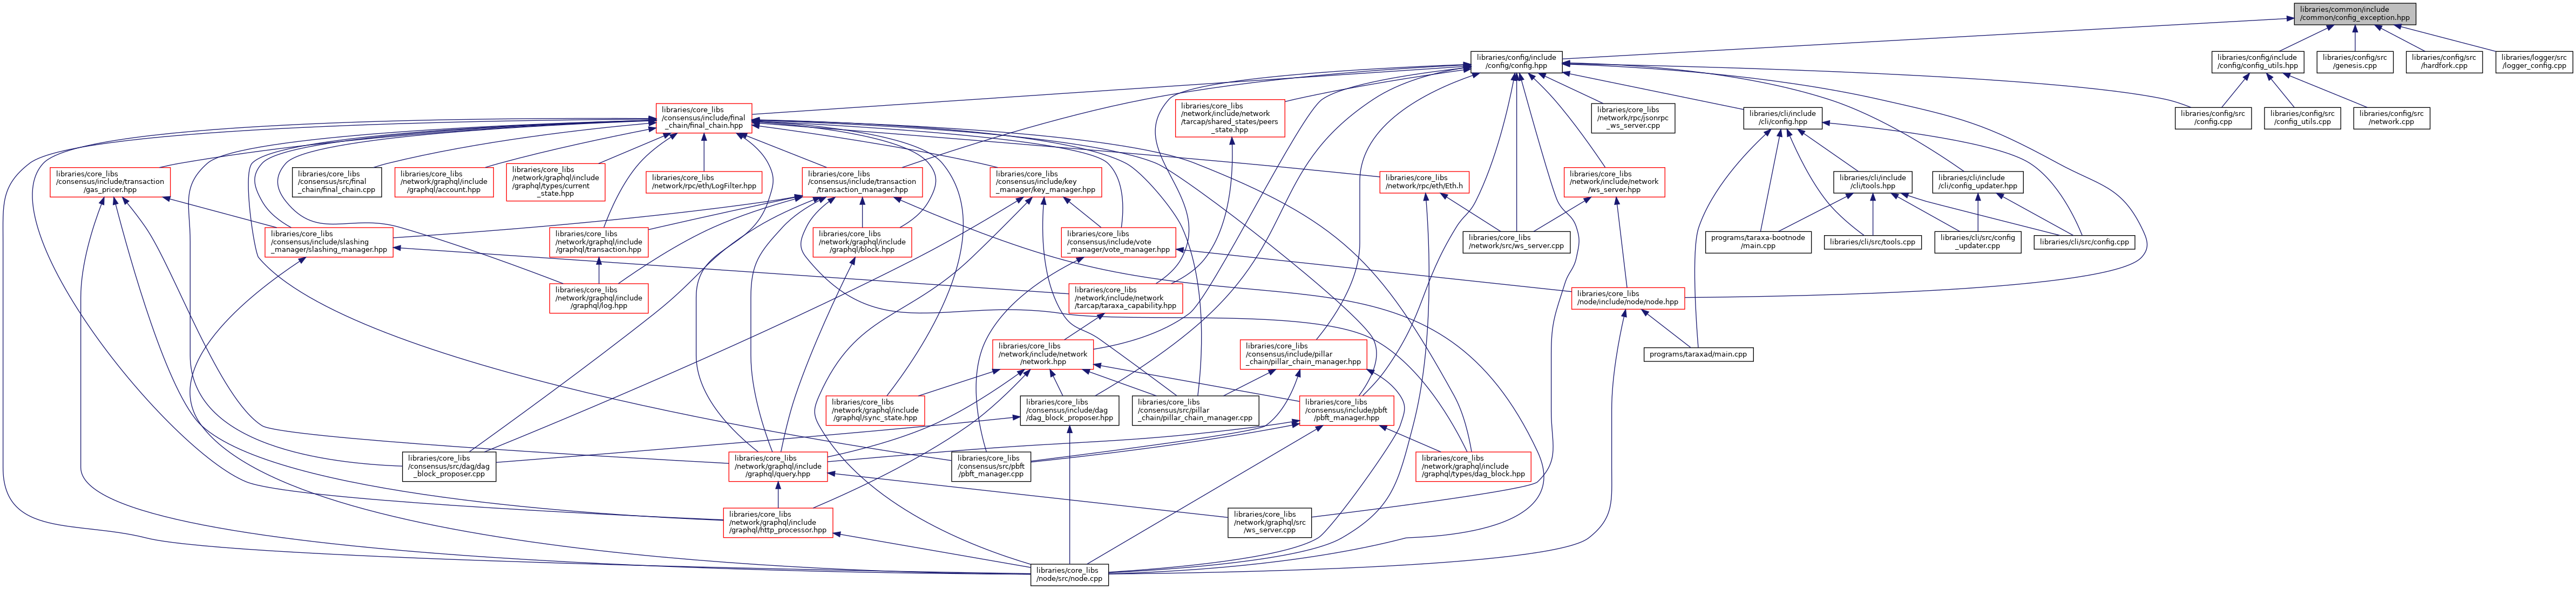 libraries/common/include
/common/config_exception.hpp
libraries/config/include
/config/config.hpp
libraries/config/include
/config/config_utils.hpp
libraries/config/src
/genesis.cpp
libraries/config/src
/hardfork.cpp
libraries/logger/src
/logger_config.cpp
libraries/core_libs
/consensus/include/final
_chain/final_chain.hpp
libraries/core_libs
/network/include/network
/tarcap/shared_states/peers
_state.hpp
libraries/core_libs
/network/rpc/jsonrpc
_ws_server.cpp
libraries/cli/include
/cli/config.hpp
libraries/config/src
/config.cpp
libraries/config/src
/config_utils.cpp
libraries/config/src
/network.cpp
libraries/core_libs
/consensus/include/transaction
/gas_pricer.hpp
libraries/core_libs
/consensus/src/final
_chain/final_chain.cpp
libraries/core_libs
/network/graphql/include
/graphql/account.hpp
libraries/core_libs
/network/graphql/include
/graphql/types/current
_state.hpp
libraries/core_libs
/network/rpc/eth/LogFilter.hpp
libraries/core_libs
/consensus/include/transaction
/transaction_manager.hpp
libraries/core_libs
/consensus/include/key
_manager/key_manager.hpp
libraries/core_libs
/network/rpc/eth/Eth.h
libraries/core_libs
/network/include/network
/ws_server.hpp
libraries/cli/include
/cli/tools.hpp
libraries/cli/include
/cli/config_updater.hpp
libraries/core_libs
/consensus/include/slashing
_manager/slashing_manager.hpp
libraries/core_libs
/network/graphql/include
/graphql/transaction.hpp
libraries/core_libs
/network/graphql/include
/graphql/block.hpp
libraries/core_libs
/consensus/include/vote
_manager/vote_manager.hpp
libraries/core_libs
/network/src/ws_server.cpp
programs/taraxa-bootnode
/main.cpp
libraries/cli/src/tools.cpp
libraries/cli/src/config
_updater.cpp
libraries/cli/src/config.cpp
libraries/core_libs
/network/graphql/include
/graphql/log.hpp
libraries/core_libs
/network/include/network
/tarcap/taraxa_capability.hpp
libraries/core_libs
/node/include/node/node.hpp
libraries/core_libs
/network/include/network
/network.hpp
libraries/core_libs
/consensus/include/pillar
_chain/pillar_chain_manager.hpp
programs/taraxad/main.cpp
libraries/core_libs
/network/graphql/include
/graphql/sync_state.hpp
libraries/core_libs
/consensus/include/dag
/dag_block_proposer.hpp
libraries/core_libs
/consensus/src/pillar
_chain/pillar_chain_manager.cpp
libraries/core_libs
/consensus/include/pbft
/pbft_manager.hpp
libraries/core_libs
/consensus/src/dag/dag
_block_proposer.cpp
libraries/core_libs
/network/graphql/include
/graphql/query.hpp
libraries/core_libs
/consensus/src/pbft
/pbft_manager.cpp
libraries/core_libs
/network/graphql/include
/graphql/types/dag_block.hpp
libraries/core_libs
/network/graphql/include
/graphql/http_processor.hpp
libraries/core_libs
/network/graphql/src
/ws_server.cpp
libraries/core_libs
/node/src/node.cpp